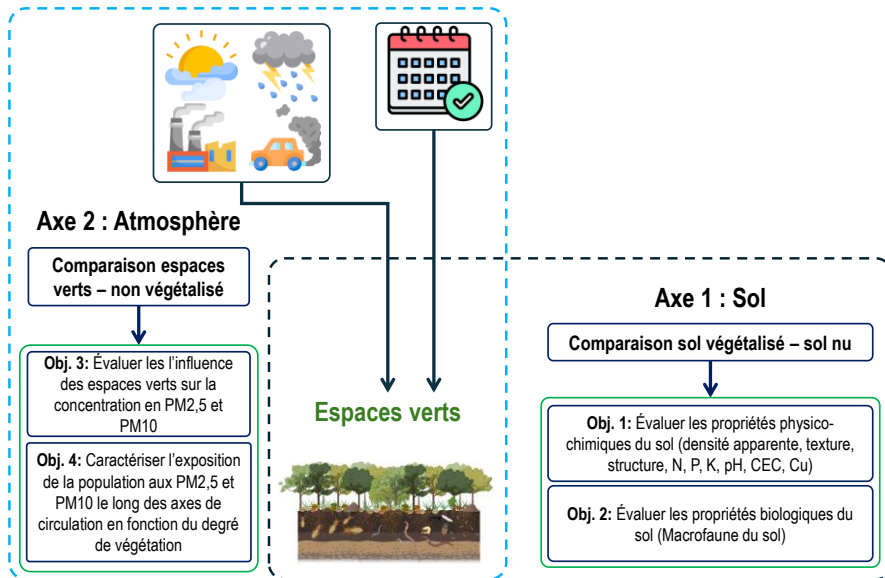 Axe 2 : Atmosphère
Comparaison espaces
verts – non végétalisé
Obj. 3: Évaluer les l’influence
des espaces verts sur la
concentration en PM2,5 et
PM10
Obj. 4: Caractériser l’exposition
de la population aux PM2,5 et
PM10 le long des axes de
circulation en fonction du degré
de végétation
Espaces verts
Axe 1 : Sol
Comparaison sol végétalisé – sol nu
Obj. 1: Évaluer les propriétés physico-
chimiques du sol (densité apparente, texture,
structure, N, P, K, pH, CEC, Cu)
Obj. 2: Évaluer les propriétés biologiques du
sol (Macrofaune du sol)